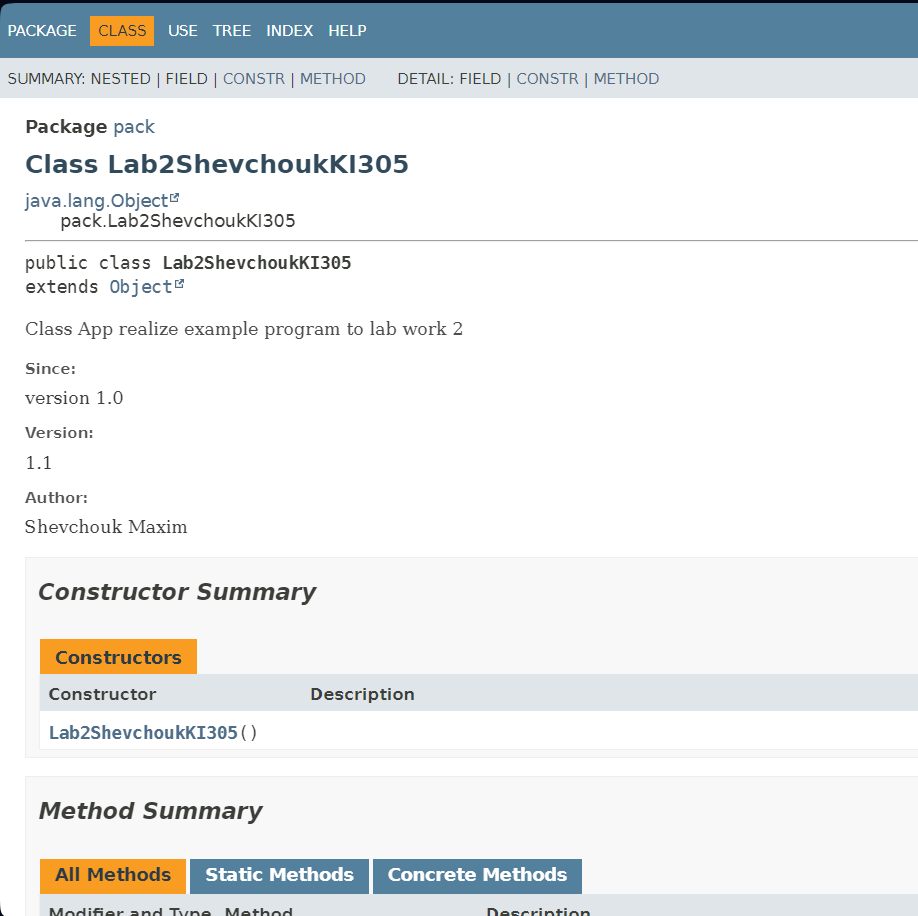 PACKAGE CLASS USE TREE INDEX HELP
SUMMARY: NESTED | FIELD | CONSTR | METHOD DETAIL: FIELD | CONSTR | METHOD
Package pack
Class Lab2ShevchoukKI305
java.lang.Object
pack.Lab2ShevchoukKI305
public class Lab2ShevchoukKI305
extends Object
Class App realize example program to lab work 2
Since:
version 1.0
Version:
1.1
Author:
Shevchouk Maxim
Constructor Summary
Constructors
Constructor Description
Lab2ShevchoukKI305()
Method Summary
All Methods Static Methods Concrete Methods
Modifier and Type Method Description